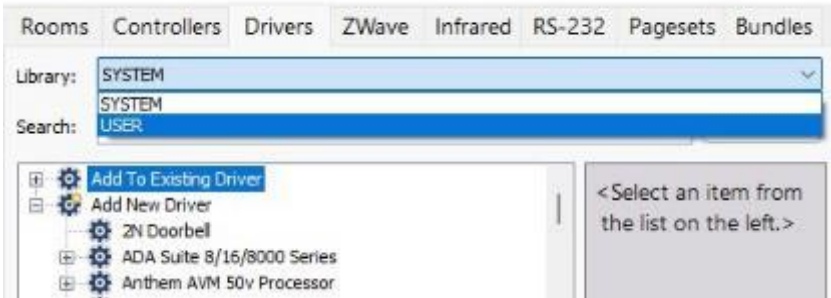 Rooms Controllers Drivers ZWave Infrared RS-232 Pagesets Bundles
Library: SYSTEM
SYSTEM
Search: USER
Add To Existing Driver
Add New Driver
2N Doorbell
ADA Suite 8/16/8000 Series
Anthem AVM 50v Processor
<Select an item from
the list on the left.>